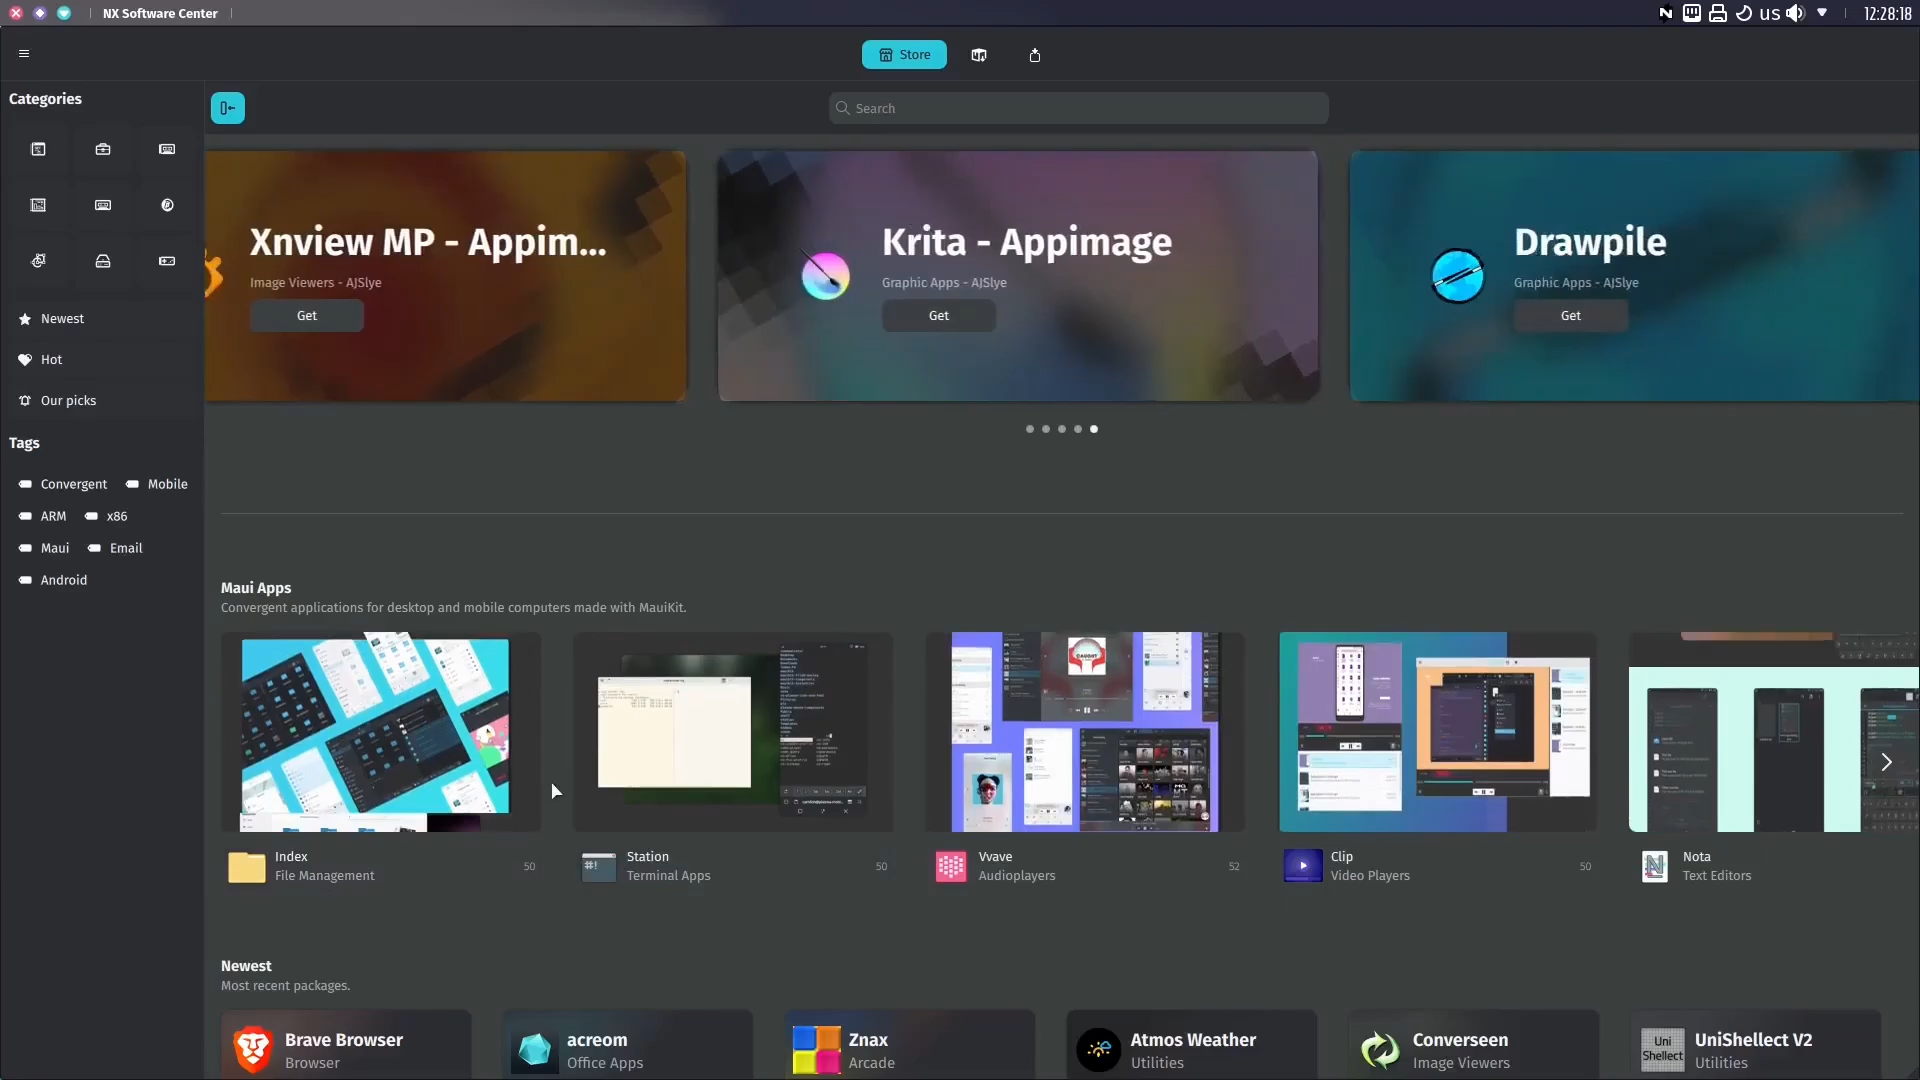 NX Software Center
us
12:28:18
Store
Categories
Search
Newest
Hot
Our picks
Tags
Convergent
Mobile
ARM
x86
Maui
Email
Android
Xnview MP - Appim...
Image Viewers - AJSlye
Get
Krita - Appimage
Graphic Apps - AJSlye
Get
Drawpile
Graphic Apps - AJSlye
Get
Maui Apps
Convergent applications for desktop and mobile computers made with MauiKit.
Index
File Management
50
Station
Terminal Apps
50
Vvave
Audioplayers
52
Clip
Video Players
50
Nota
Text Editors
Newest
Most recent packages.
Brave Browser
Browser
acreom
Office Apps
Znax
Arcade
Atmos Weather
Utilities
Converseen
Image Viewers
Uni
Shellect
UniShellect V2
Utilities